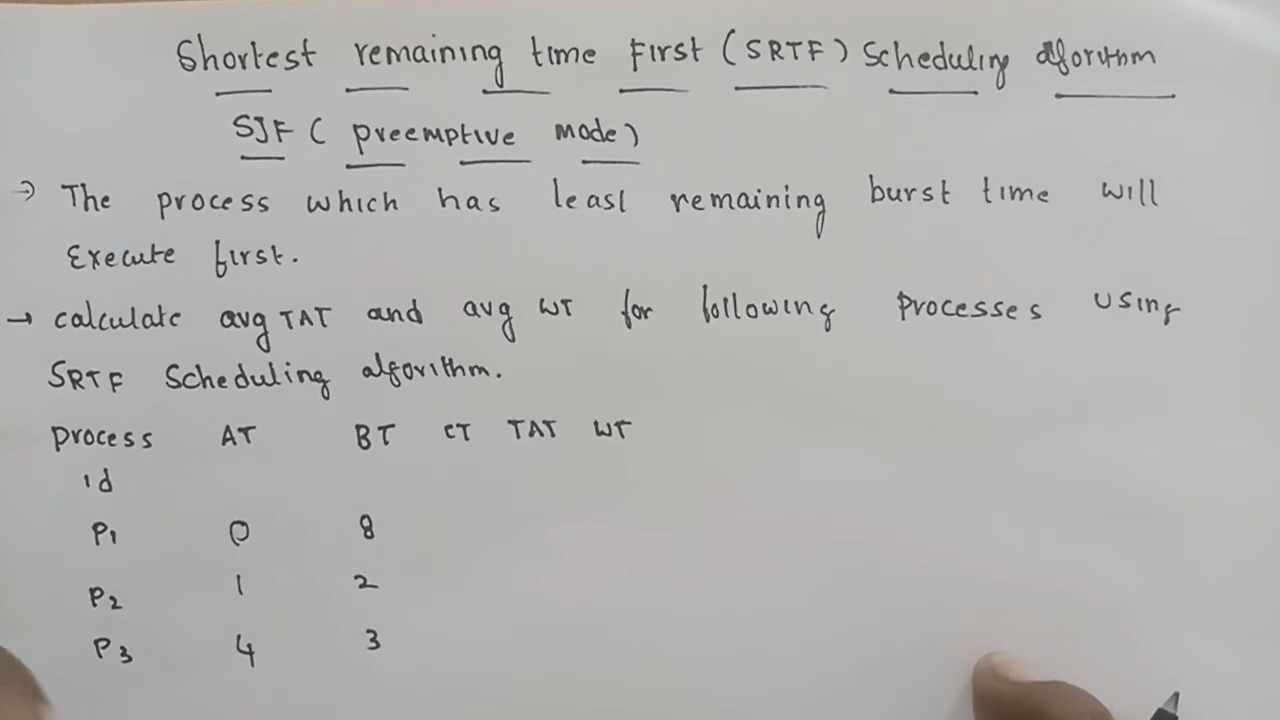 Shortest remaining time First (SRTF) Scheduling algorithm
SJF (preemptive mode)
→ The process which has least remaining burst time will
Execute first.
→ calculate avg TAT and avg WT for following processes using
SRTF Scheduling algorithm.
process AT BT CT TAT WT
id
P1 0 8
P2 1 2
P3 4 3